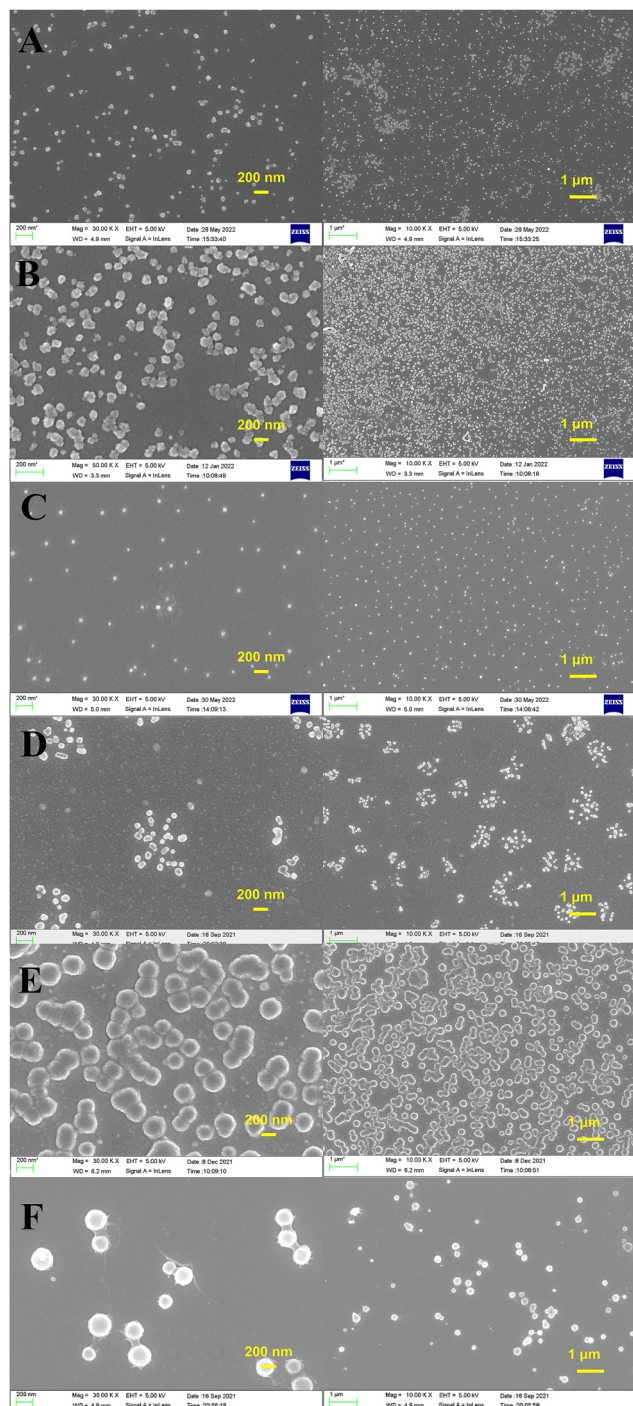 A
200 nm
1 µm
200 nm*
Mag = 30.00 K X
EHT = 5.00 kV
Date :28 May 2022
WD = 4.9 mm
Signal A = InLens
Time :15:33:40
ZEISS
1 µm*
Mag = 10.00 K X
EHT = 5.00 kV
Date :28 May 2022
WD = 4.9 mm
Signal A = InLens
Time :15:33:25
ZEISS
B
200 nm
1 µm
200 nm*
Mag = 50.00 K X
EHT = 5.00 kV
Date :12 Jan 2022
WD = 3.3 mm
Signal A = InLens
Time :10:08:49
ZEISS
1 µm*
Mag = 10.00 K X
EHT = 5.00 kV
Date :12 Jan 2022
WD = 3.3 mm
Signal A = InLens
Time :10:08:16
ZEISS
C
200 nm
1 µm
200 nm*
Mag = 30.00 K X
EHT = 5.00 kV
Date :30 May 2022
WD = 5.0 mm
Signal A = InLens
Time :14:09:13
ZEISS
1 µm*
Mag = 10.00 K X
EHT = 5.00 kV
Date :30 May 2022
WD = 5.0 mm
Signal A = InLens
Time :14:06:42
ZEISS
D
200 nm
1 µm
200 nm
Mag = 30.00 K X
EHT = 5.00 kV
Date :16 Sep 2021
1 µm
Mag = 10.00 K X
EHT = 5.00 kV
Date :16 Sep 2021
E
200 nm
1 µm
200 nm*
Mag = 30.00 K X
EHT = 5.00 kV
Date :8 Dec 2021
WD = 6.2 mm
Signal A = InLens
Time :10:09:10
1 µm*
Mag = 10.00 K X
EHT = 5.00 kV
Date :8 Dec 2021
WD = 6.2 mm
Signal A = InLens
Time :10:08:51
F
200 nm
1 µm
200 nm
Mag = 30.00 K X
EHT = 5.00 kV
Date :16 Sep 2021
1 µm
Mag = 10.00 K X
EHT = 5.00 kV
Date :16 Sep 2021